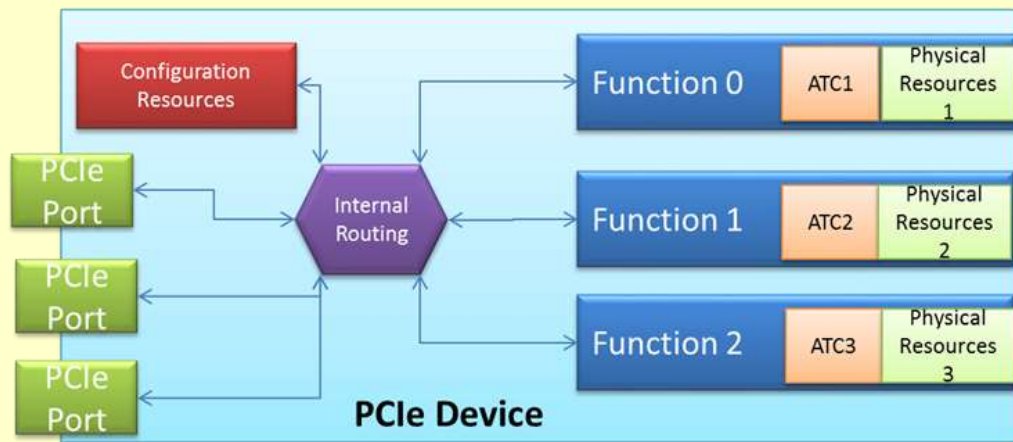 Configuration
Resources
PCIe
Port
PCIe
Port
PCIe
Port
Internal
Routing
Function 0
ATC1
Physical
Resources
1
Function 1
ATC2
Physical
Resources
2
Function 2
ATC3
Physical
Resources
3
PCIe Device